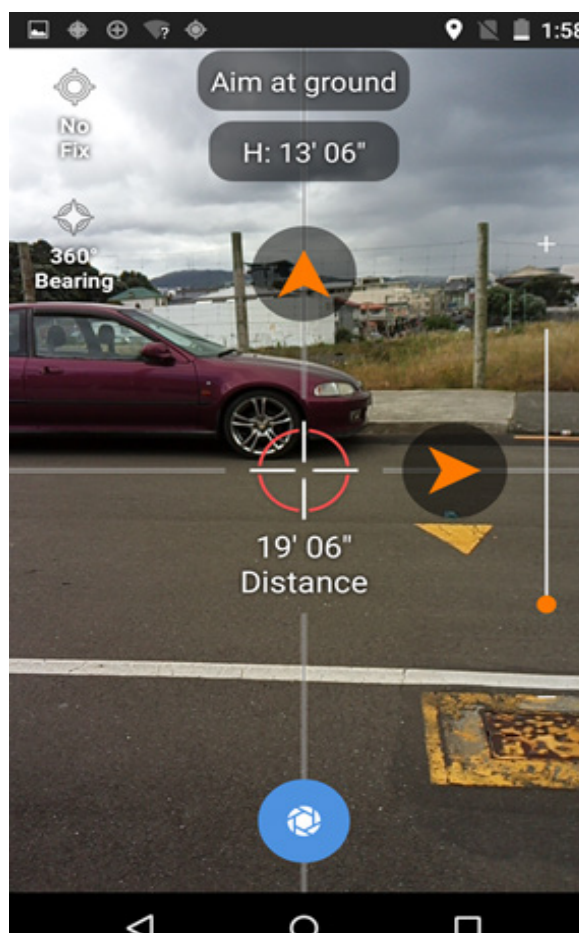 1:58
Aim at ground
No
Fix
H: 13' 06"
360°
Bearing
19' 06"
Distance